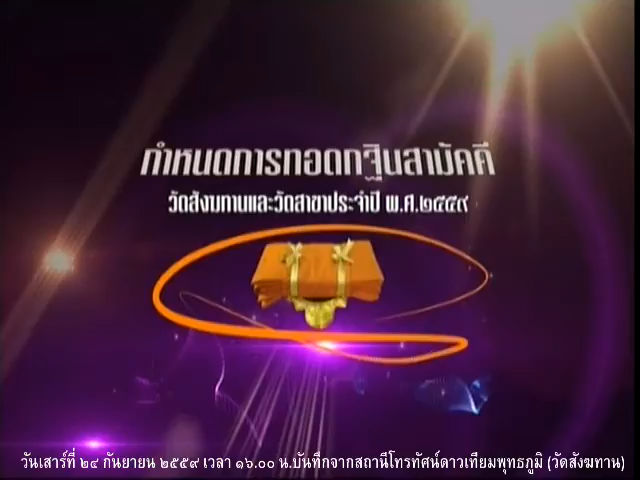 กำหนดการทอดกฐินสามัคคี
วัดสังฆทานและวัดสาขาประจำปี พ.ศ.๒๕๕๙
วันเสาร์ที่ ๒๔ กันยายน ๒๕๕๙ เวลา ๑๖.๐๐ น.บันทึกจากสถานีโทรทัศน์ดาวเทียมพุทธภูมิ (วัดสังฆทาน)